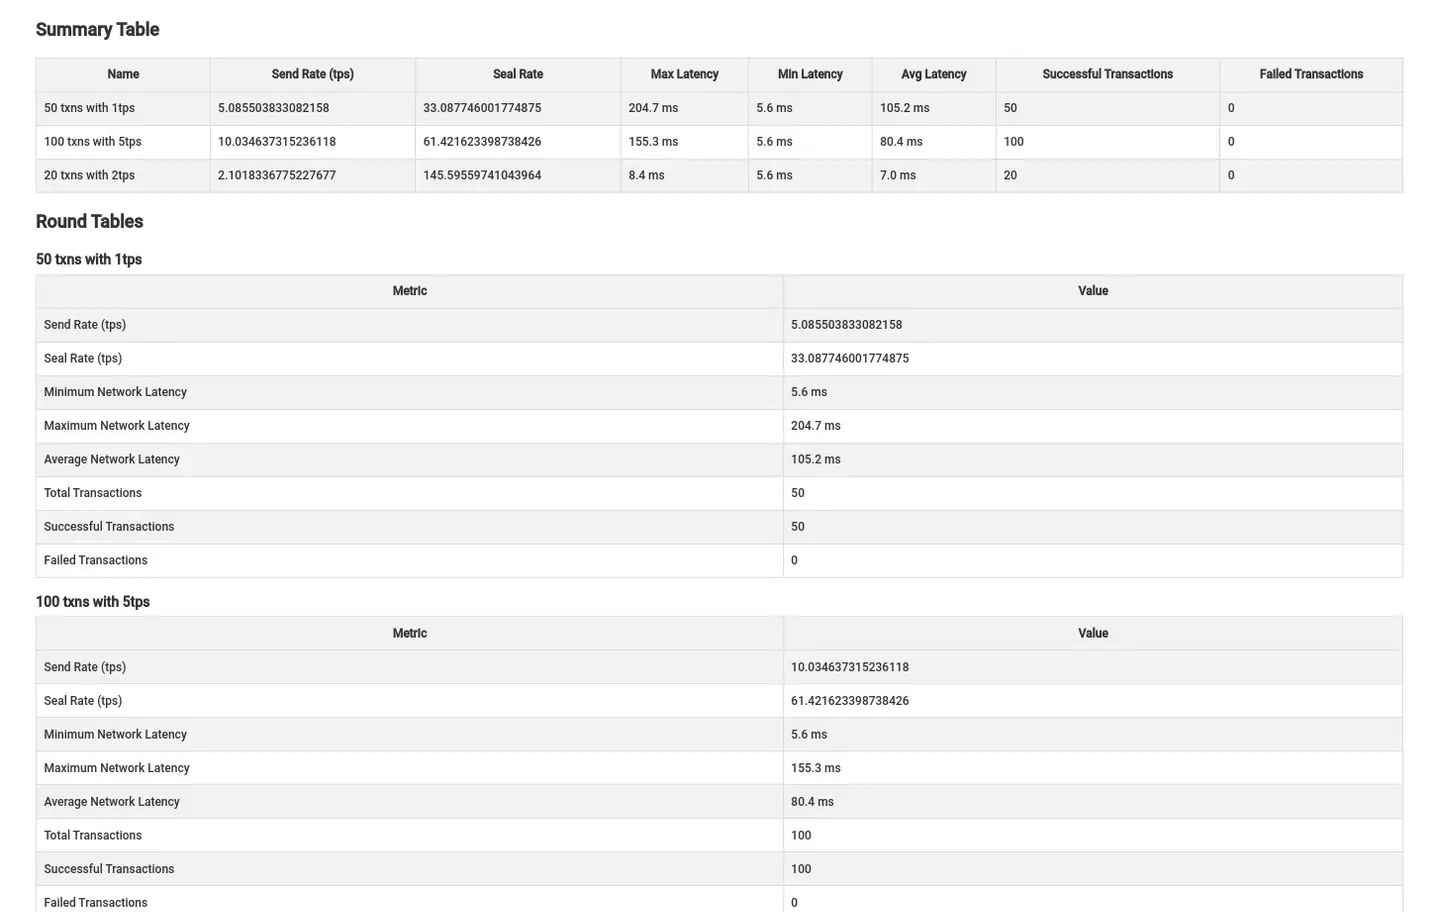 Summary Table
Name Send Rate (tps) Seal Rate Max Latency Min Latency Avg Latency Successful Transactions Failed Transactions
50 txns with 1tps 5.085503833082158 33.087746001774875 204.7 ms 5.6 ms 105.2 ms 50 0
100 txns with 5tps 10.034637315236118 61.421623398738426 155.3 ms 5.6 ms 80.4 ms 100 0
20 txns with 2tps 2.1018336775227677 145.59559741043964 8.4 ms 5.6 ms 7.0 ms 20 0
Round Tables
50 txns with 1tps
Metric Value
Send Rate (tps) 5.085503833082158
Seal Rate (tps) 33.087746001774875
Minimum Network Latency 5.6 ms
Maximum Network Latency 204.7 ms
Average Network Latency 105.2 ms
Total Transactions 50
Successful Transactions 50
Failed Transactions 0
100 txns with 5tps
Metric Value
Send Rate (tps) 10.034637315236118
Seal Rate (tps) 61.421623398738426
Minimum Network Latency 5.6 ms
Maximum Network Latency 155.3 ms
Average Network Latency 80.4 ms
Total Transactions 100
Successful Transactions 100
Failed Transactions 0